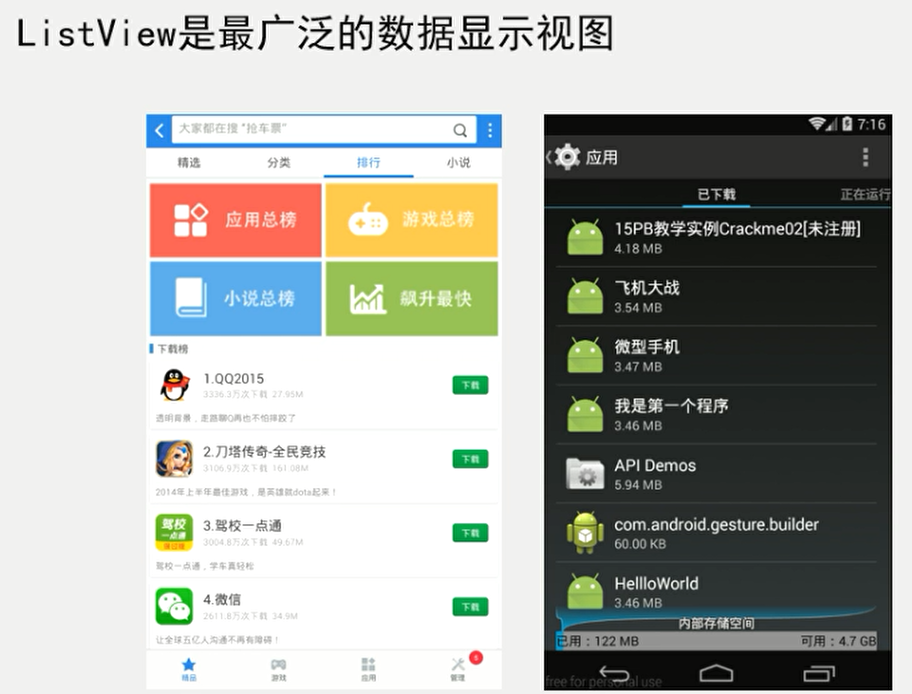 ListView是最广泛的数据显示视图
大家都在搜“抢车票”
精选 分类 排行 小说
应用总榜 游戏总榜
小说总榜 飙升最快
下载榜
1.QQ2015
3336.3万次下载 27.95M
下载
透明背景，走路聊Q再也不怕摔跤了
2.刀塔传奇-全民竞技
3106.9万次下载 161.08M
下载
2014年上半年最佳游戏，是英雄就dota起来！
驾校
一点通
3.驾校一点通
3004.8万次下载 49.67M
下载
驾校一点通，学车真轻松
4.微信
2611.8万次下载 34.9M
下载
让全球五亿人沟通不再有障碍！
精品 游戏 应用 管理
7:16
应用
已下载 正在运行
15PB教学实例Crackme02[未注册]
4.18 MB
飞机大战
3.54 MB
微型手机
3.47 MB
我是第一个程序
3.46 MB
API Demos
5.94 MB
com.android.gesture.builder
60.00 KB
HellloWorld
3.46 MB
内部存储空间
已用：122 MB 可用：4.7 GB
free for personal use